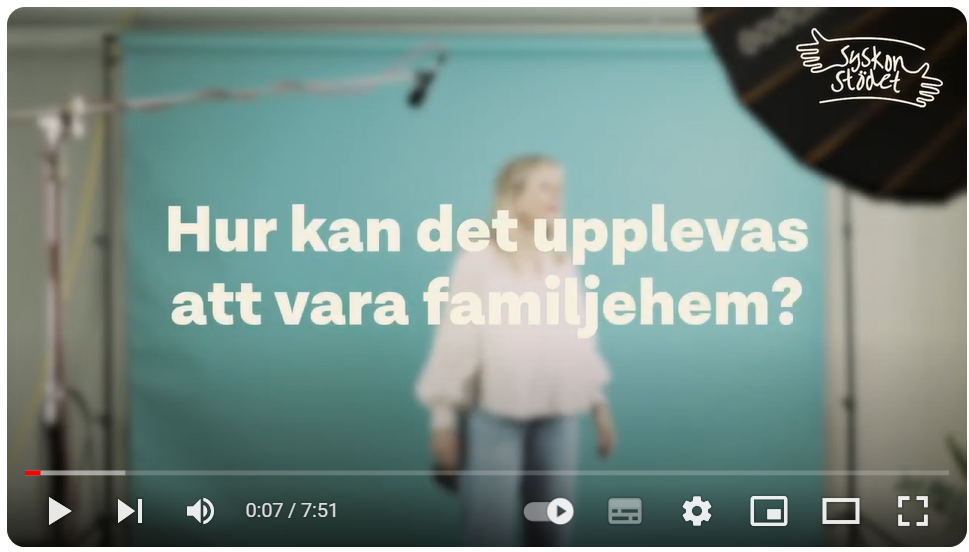 Syskon
stödet
Hur kan det upplevas
att vara familjehem?
0:07 / 7:51